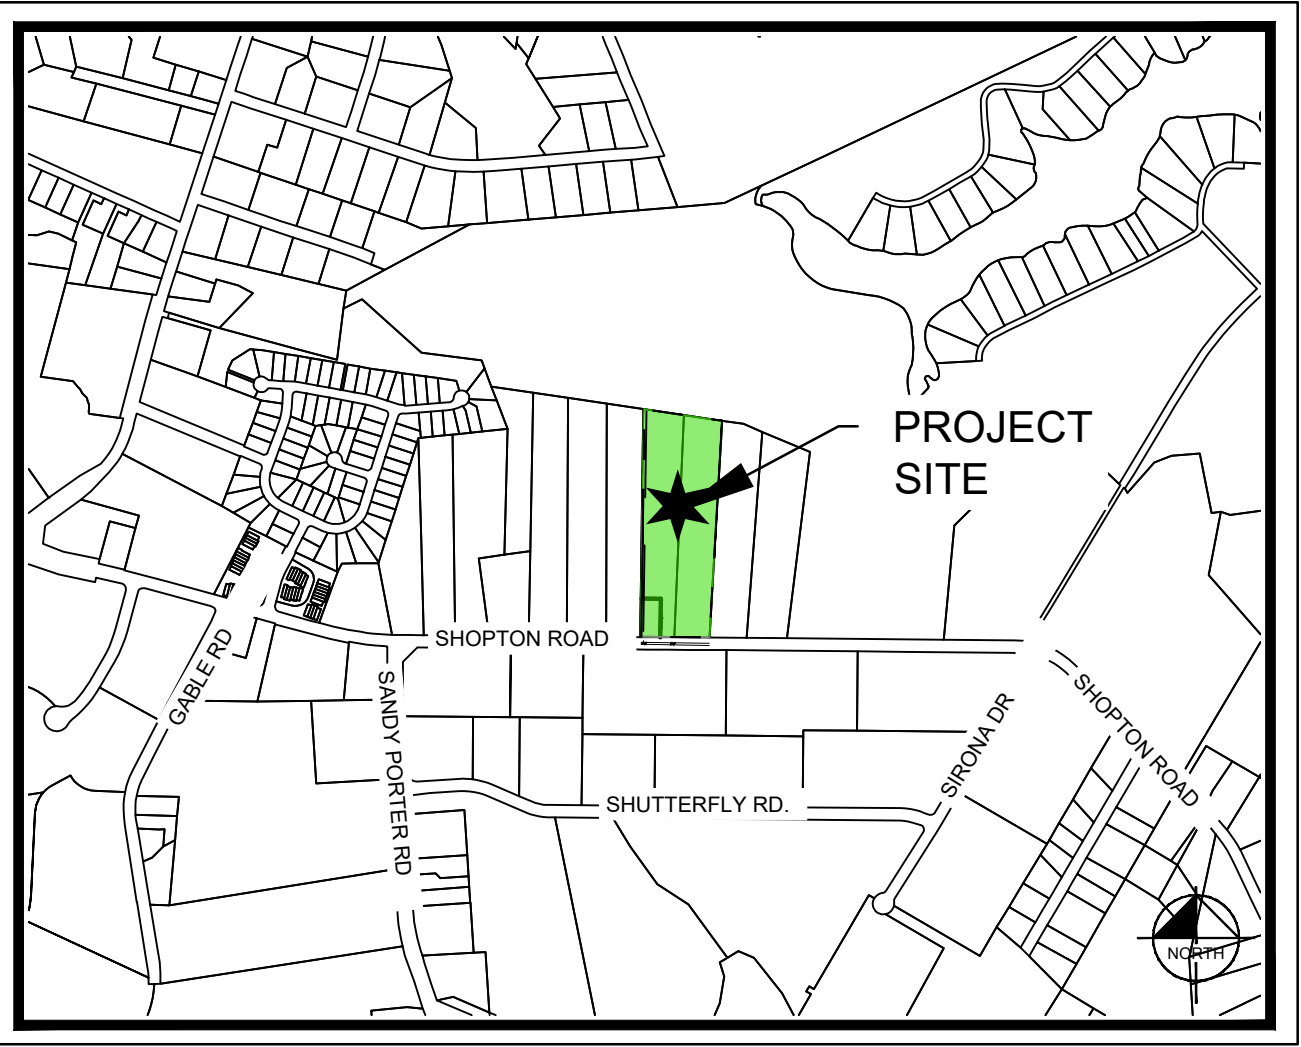 PROJECT
SITE
SHOPTON ROAD
GABLE RD
SANDY PORTER RD
SHUTTERFLY RD.
SIRONA DR
SHOPTON ROAD
NORTH